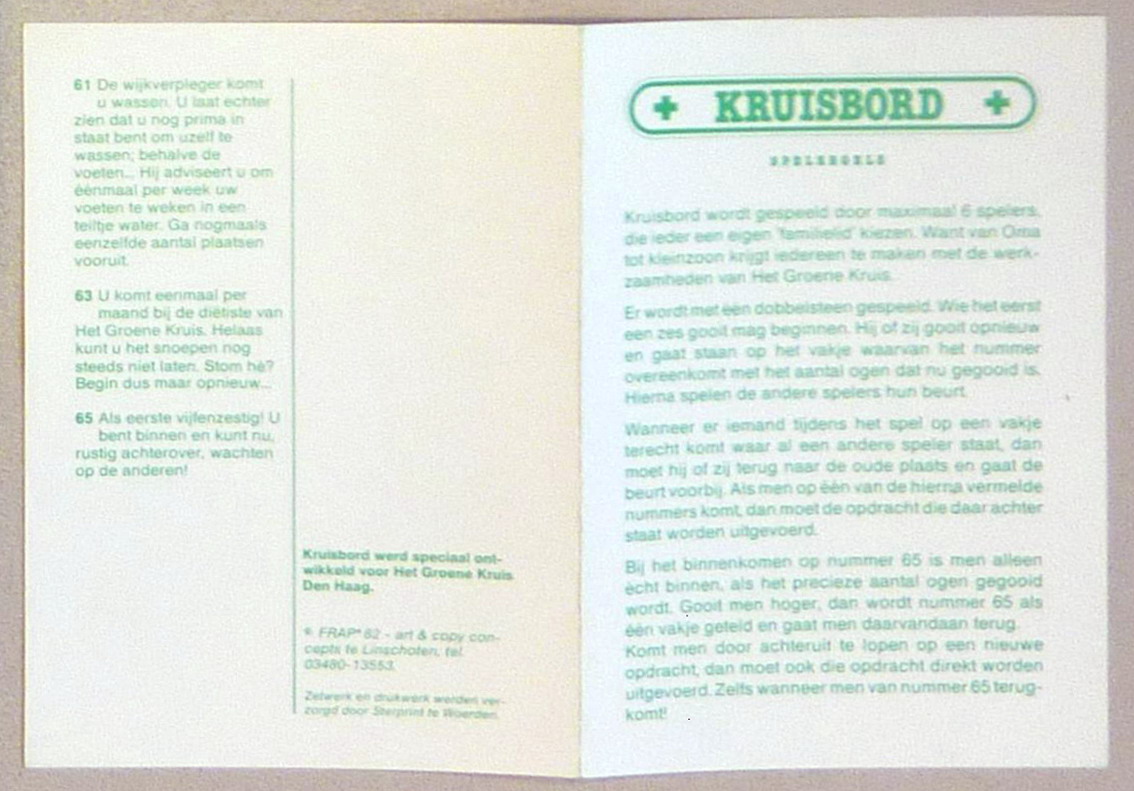 61 De wijkverpleger komt
u wassen. U laat echter
zien dat u nog prima in
staat bent om uzelf te
wassen; behalve de
voeten... Hij adviseert u om
éénmaal per week uw
voeten te weken in een
teiltje water. Ga nogmaals
eenzelfde aantal plaatsen
vooruit.
63 U komt eenmaal per
maand bij de diëtiste van
Het Groene Kruis. Helaas
kunt u het snoepen nog
steeds niet laten. Stom hè?
Begin dus maar opnieuw...
65 Als eerste vijfenzestig! U
bent binnen en kunt nu,
rustig achterover, wachten
op de anderen!
Kruisbord werd speciaal ont-
wikkeld voor Het Groene Kruis
Den Haag.
© FRAP* 82 - art & copy con-
cepts te Linschoten, tel.
03480-13553.
Zetwerk en drukwerk werden ver-
zorgd door Sterprint te Woerden.
KRUISBORD
SPELREGELS
Kruisbord wordt gespeeld door maximaal 6 spelers,
die ieder een eigen 'familielid' kiezen. Want van Oma
tot kleinzoon krijgt iedereen te maken met de werk-
zaamheden van Het Groene Kruis.
Er wordt met één dobbelsteen gespeeld. Wie het eerst
een zes gooit mag beginnen. Hij of zij gooit opnieuw
en gaat staan op het vakje waarvan het nummer
overeenkomt met het aantal ogen dat nu gegooid is.
Hierna spelen de andere spelers hun beurt.
Wanneer er iemand tijdens het spel op een vakje
terecht komt waar al een andere speler staat, dan
moet hij of zij terug naar de oude plaats en gaat de
beurt voorbij. Als men op één van de hierna vermelde
nummers komt, dan moet de opdracht die daar achter
staat worden uitgevoerd.
Bij het binnenkomen op nummer 65 is men alleen
ècht binnen, als het precieze aantal ogen gegooid
wordt. Gooit men hoger, dan wordt nummer 65 als
één vakje geteld en gaat men daarvandaan terug.
Komt men door achteruit te lopen op een nieuwe
opdracht, dan moet ook die opdracht direkt worden
uitgevoerd. Zelfs wanneer men van nummer 65 terug-
komt!